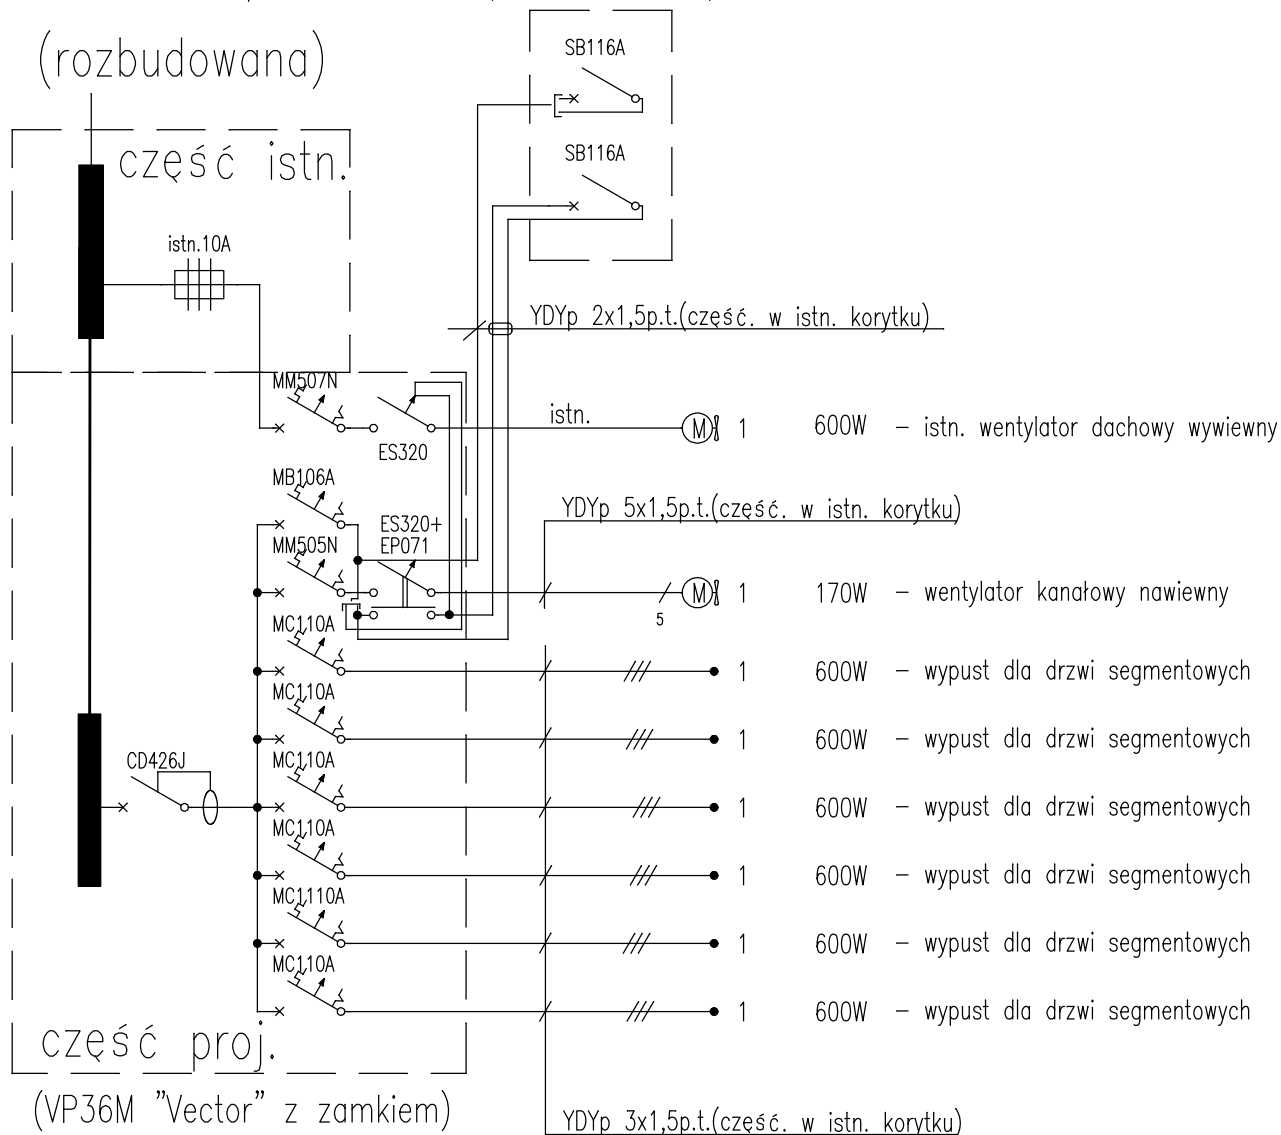 (rozbudowana)
SB116A
część istn.
SB116A
istn.10A
YDYp 2x1,5p.t.(część. w istn. korytku)
MM507N
istn.
M 1 600W – istn. wentylator dachowy wywiewny
ES320
MB106A
YDYp 5x1,5p.t.(część. w istn. korytku)
ES320+
EP071
MM505N
M 1 170W – wentylator kanałowy nawiewny
5
MC110A
1 600W – wypust dla drzwi segmentowych
MC110A
1 600W – wypust dla drzwi segmentowych
CD426J
MC110A
1 600W – wypust dla drzwi segmentowych
MC110A
1 600W – wypust dla drzwi segmentowych
MC1110A
1 600W – wypust dla drzwi segmentowych
MC110A
1 600W – wypust dla drzwi segmentowych
część proj.
(VP36M "Vector" z zamkiem)
YDYp 3x1,5p.t.(część. w istn. korytku)